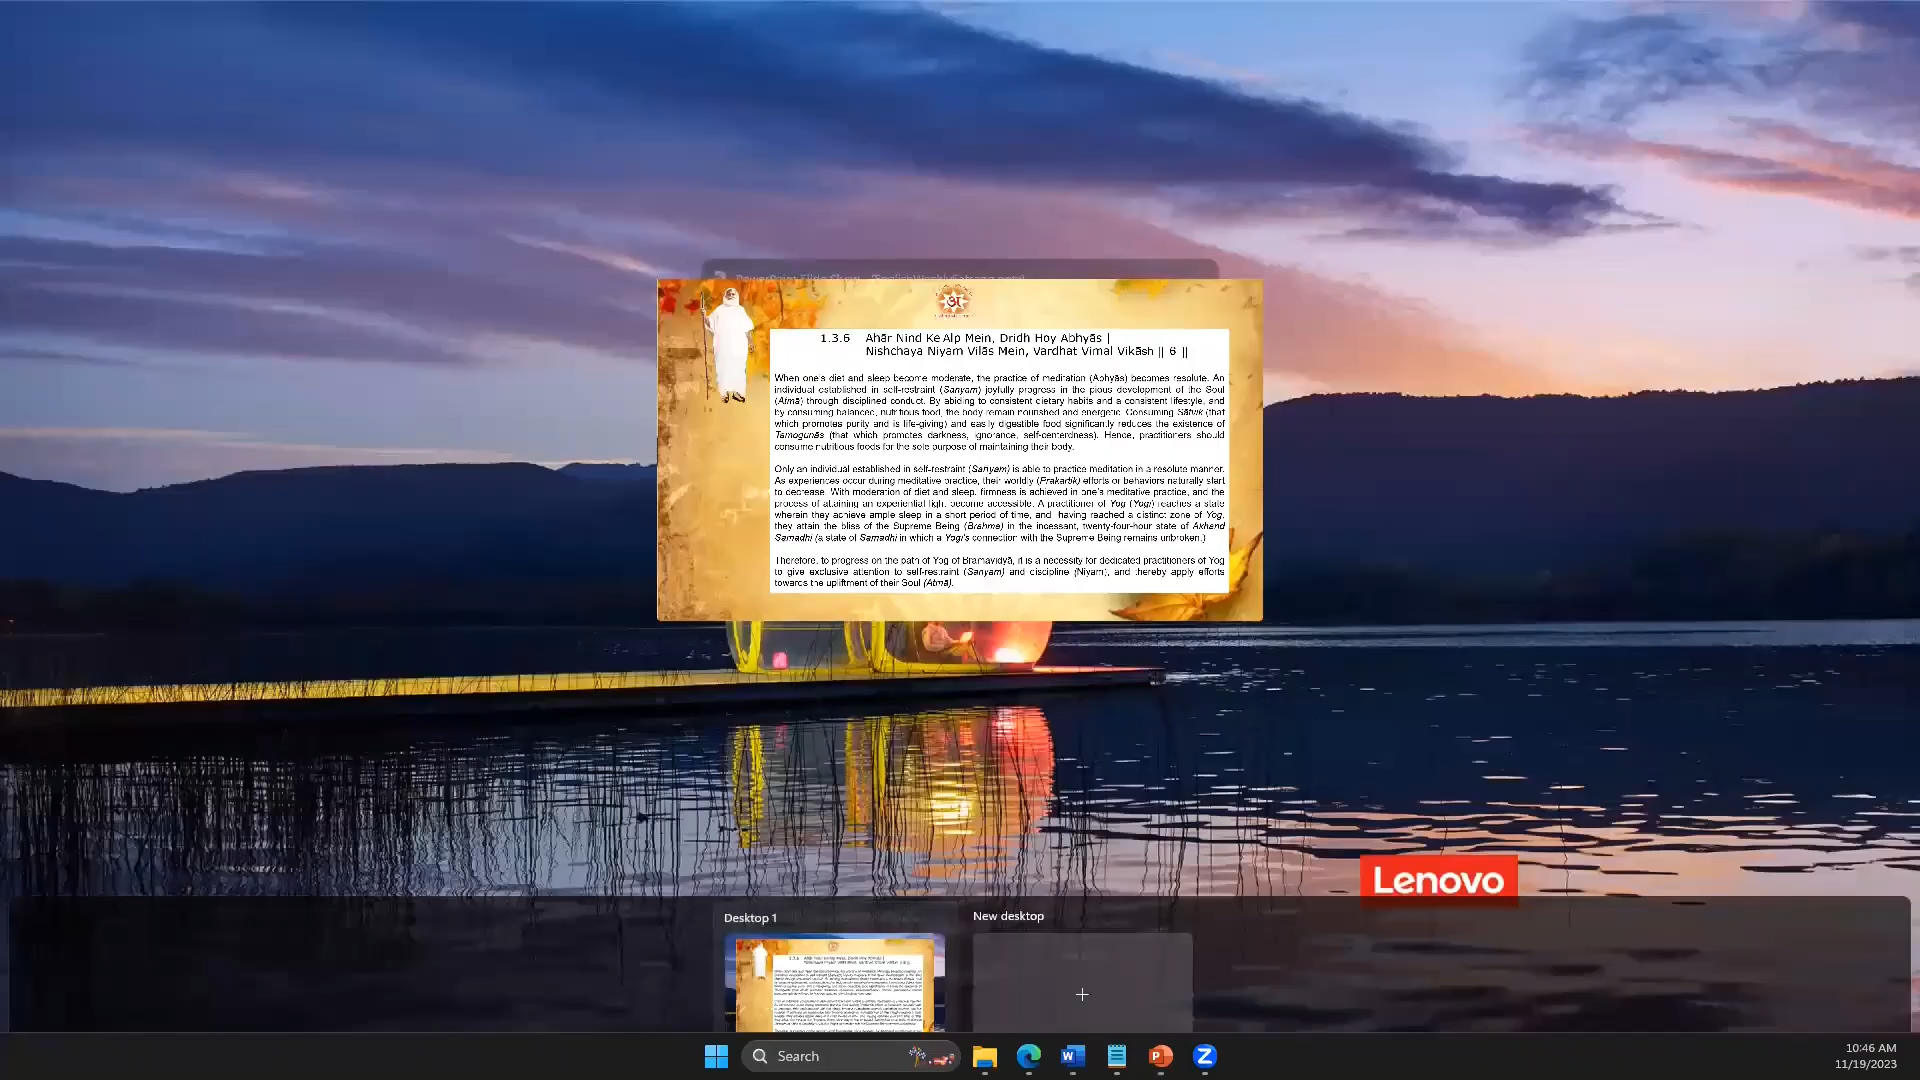 PowerPoint Slide Show - [EnglishWeekly
1.3.6 Ahār Nind Ke Alp Mein, Dridh Hoy Abhyās |
Nishchaya Niyam Vilās Mein, Vardhat Vimal Vikāsh || 6 ||
When one's diet and sleep become moderate, the practice of meditation (Abhyās) becomes resolute. An
individual established in self-restraint (Sanyam) joyfully progress in the pious development of the Soul
(Atmā) through disciplined conduct. By abiding to consistent dietary habits and a consistent lifestyle, and
by consuming balanced, nutritious food, the body remain nourished and energetic. Consuming Sātvik (that
which promotes purity and is life-giving) and easily digestible food significantly reduces the existence of
Tamogunās (that which promotes darkness, ignorance, self-centerdness). Hence, practitioners should
consume nutritious foods for the sole purpose of maintaining their body.
Only an individual established in self-restraint (Sanyam) is able to practice meditation in a resolute manner.
As experiences occur during meditative practice, their worldly (Prakartik) efforts or behaviors naturally start
to decrease. With moderation of diet and sleep, firmness is achieved in one's meditative practice, and the
process of attaining an experiential light become accessible. A practitioner of Yog (Yogi) reaches a state
wherein they achieve ample sleep in a short period of time, and having reached a distinct zone of Yog,
they attain the bliss of the Supreme Being (Brahma) in the incessant, twenty-four-hour state of Akhand
Samadhi (a state of Samadhi in which a Yogi's connection with the Supreme Being remains unbroken.)
Therefore, to progress on the path of Yog of Bramavidyā, it is a necessity for dedicated practitioners of Yog
to give exclusive attention to self-restraint (Sanyam) and discipline (Niyam), and thereby apply efforts
towards the upliftment of their Soul (Atmā).
Lenovo
Desktop 1
New desktop
Search
10:46 AM
11/19/2023